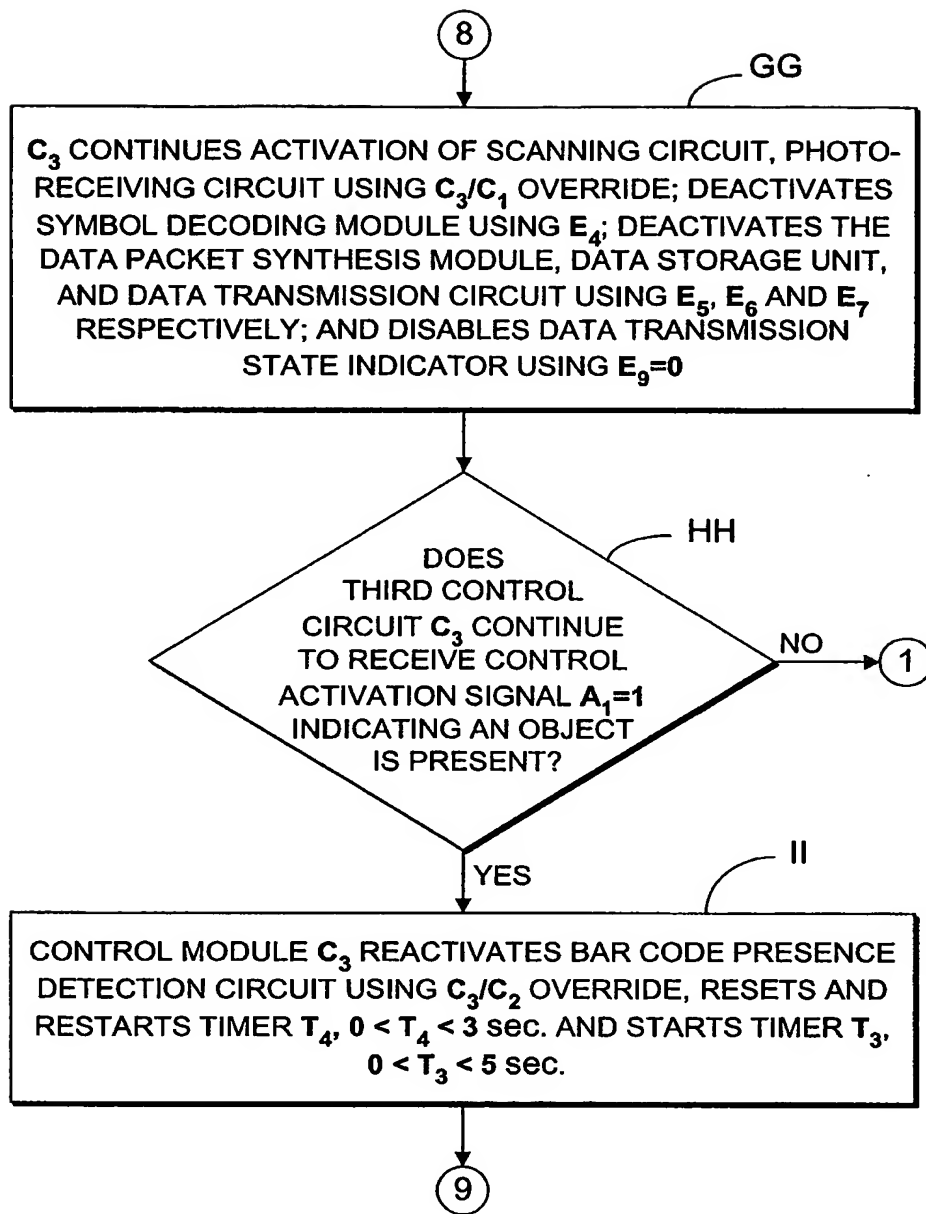 8
GG
C3 CONTINUES ACTIVATION OF SCANNING CIRCUIT, PHOTO-
RECEIVING CIRCUIT USING C3/C1 OVERRIDE; DEACTIVATES
SYMBOL DECODING MODULE USING E4; DEACTIVATES THE
DATA PACKET SYNTHESIS MODULE, DATA STORAGE UNIT,
AND DATA TRANSMISSION CIRCUIT USING E5, E6 AND E7
RESPECTIVELY; AND DISABLES DATA TRANSMISSION
STATE INDICATOR USING E9=0
HH
DOES
THIRD CONTROL
CIRCUIT C3 CONTINUE
TO RECEIVE CONTROL
ACTIVATION SIGNAL A1=1
INDICATING AN OBJECT
IS PRESENT?
NO
1
YES
II
CONTROL MODULE C3 REACTIVATES BAR CODE PRESENCE
DETECTION CIRCUIT USING C3/C2 OVERRIDE, RESETS AND
RESTARTS TIMER T4, 0 < T4 < 3 sec. AND STARTS TIMER T3,
0 < T3 < 5 sec.
9